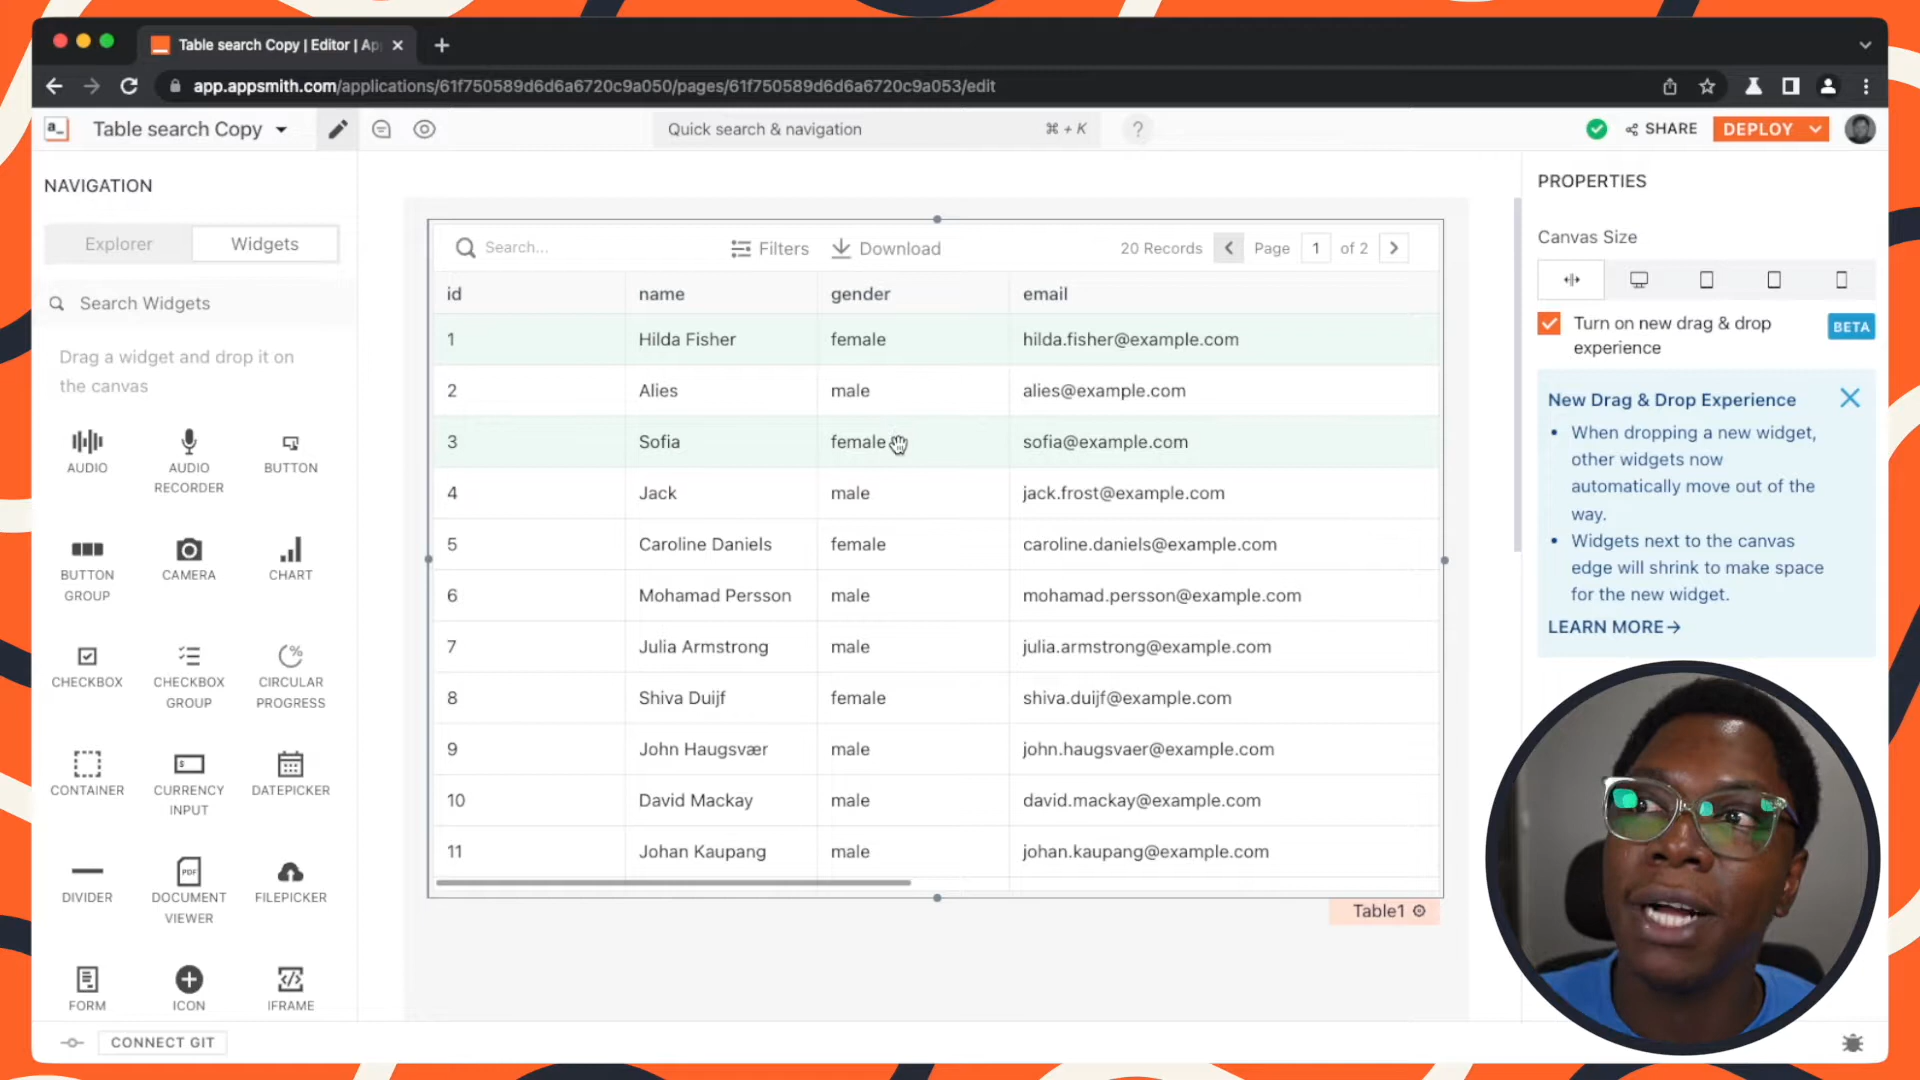 Table search Copy | Editor | Ap
app.appsmith.com/applications/61f750589d6d6a6720c9a050/pages/61f750589d6d6a6720c9a053/edit
a_ Table search Copy Quick search & navigation ⌘ + K ? SHARE DEPLOY
NAVIGATION
Explorer Widgets
Search Widgets
Drag a widget and drop it on
the canvas
AUDIO
AUDIO
RECORDER
BUTTON
BUTTON
GROUP
CAMERA
CHART
CHECKBOX
CHECKBOX
GROUP
CIRCULAR
PROGRESS
CONTAINER
CURRENCY
INPUT
DATEPICKER
DIVIDER
PDF
DOCUMENT
VIEWER
FILEPICKER
FORM
ICON
IFRAME
CONNECT GIT
Search... Filters Download 20 Records Page 1 of 2
id name gender email
1 Hilda Fisher female hilda.fisher@example.com
2 Alies male alies@example.com
3 Sofia female sofia@example.com
4 Jack male jack.frost@example.com
5 Caroline Daniels female caroline.daniels@example.com
6 Mohamad Persson male mohamad.persson@example.com
7 Julia Armstrong male julia.armstrong@example.com
8 Shiva Duijf female shiva.duijf@example.com
9 John Haugsvær male john.haugsvaer@example.com
10 David Mackay male david.mackay@example.com
11 Johan Kaupang male johan.kaupang@example.com
Table1
PROPERTIES
Canvas Size
Turn on new drag & drop
experience
BETA
New Drag & Drop Experience
• When dropping a new widget,
other widgets now
automatically move out of the
way.
• Widgets next to the canvas
edge will shrink to make space
for the new widget.
LEARN MORE→